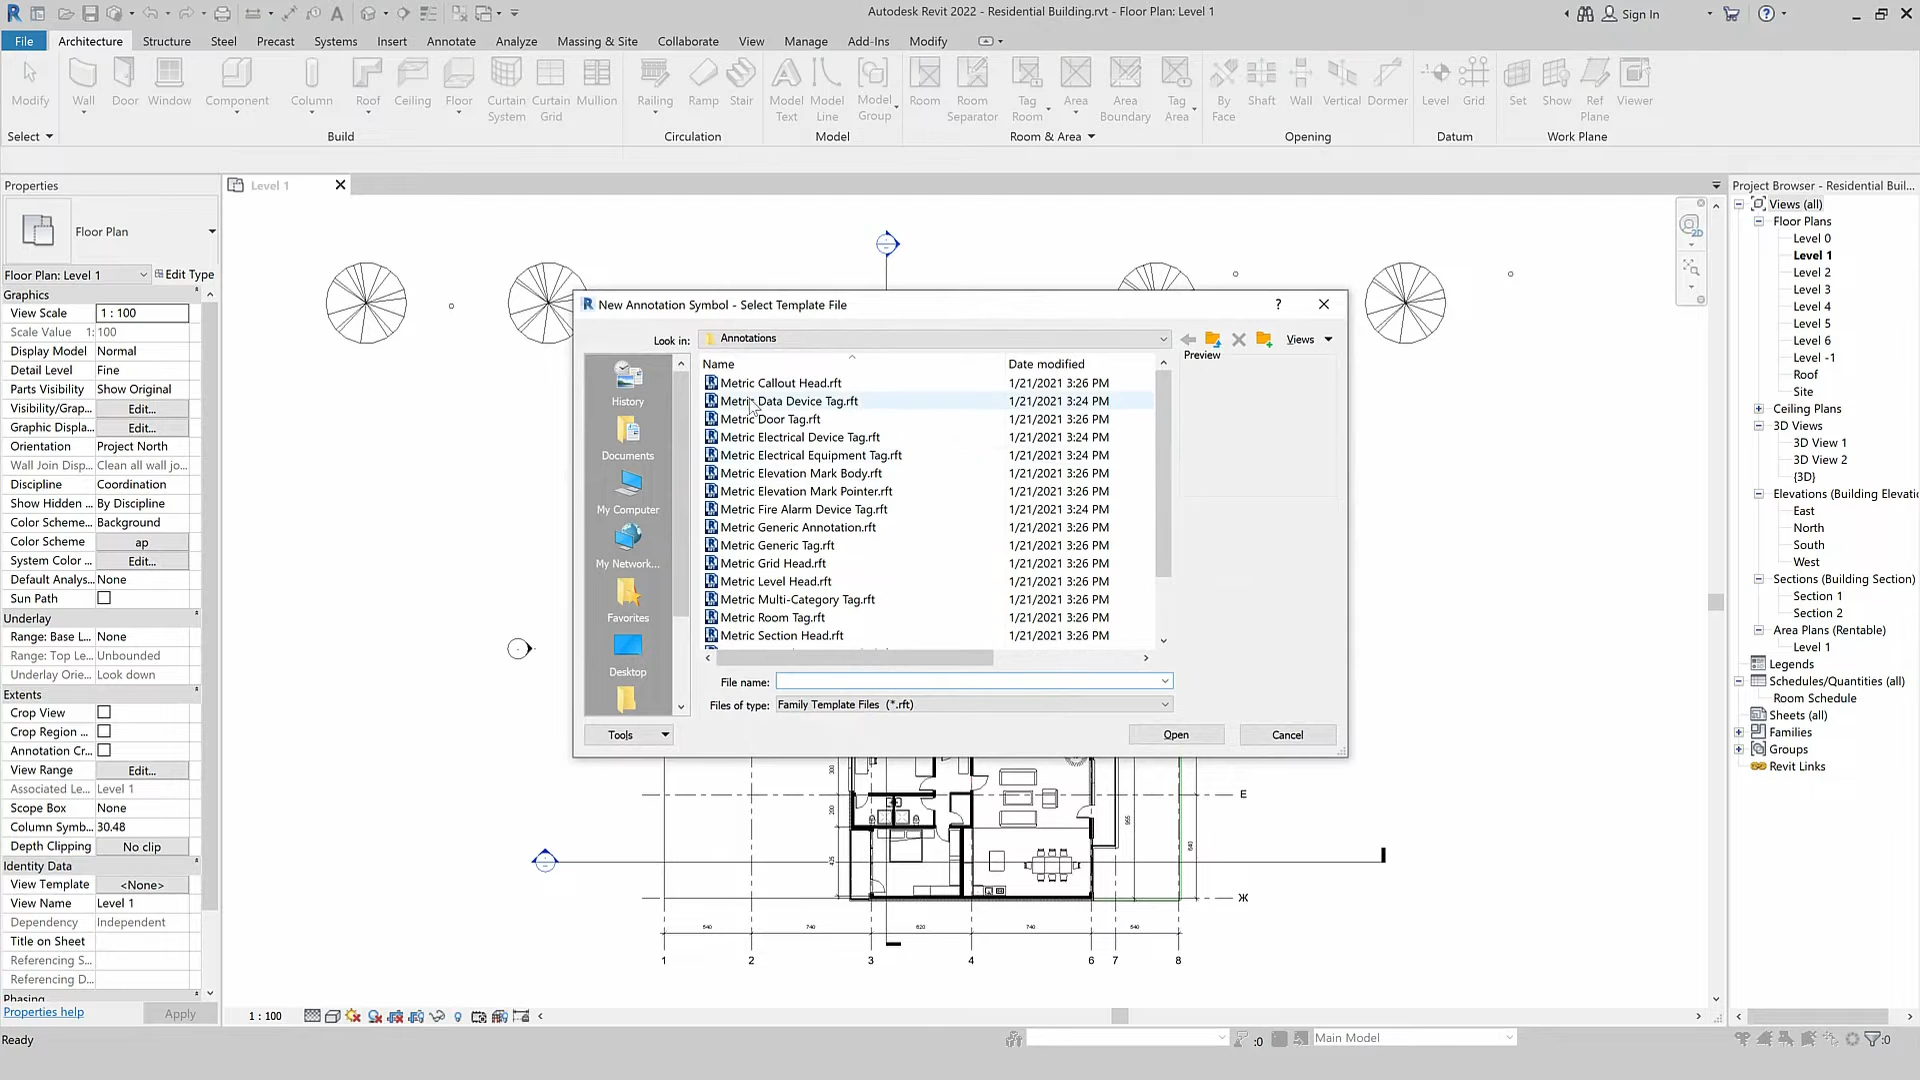 Autodesk Revit 2022 - Residential Building.rvt - Floor Plan: Level 1
Sign In
File Architecture Structure Steel Precast Systems Insert Annotate Analyze Massing & Site Collaborate View Manage Add-Ins Modify
Modify Wall Door Window Component Column Roof Ceiling Floor Curtain System Curtain Grid Mullion Railing Ramp Stair Model Text Model Line Model Group Room Room Separator Tag Room Area Area Boundary Tag Area By Face Shaft Wall Vertical Dormer Level Grid Set Show Ref Plane Viewer
Select Build Circulation Model Room & Area Opening Datum Work Plane
Properties
Floor Plan
Floor Plan: Level 1 Edit Type
Graphics
View Scale 1 : 100
Scale Value 1: 100
Display Model Normal
Detail Level Fine
Parts Visibility Show Original
Visibility/Grap... Edit...
Graphic Displa... Edit...
Orientation Project North
Wall Join Disp... Clean all wall jo...
Discipline Coordination
Show Hidden ... By Discipline
Color Scheme... Background
Color Scheme ap
System Color ... Edit...
Default Analys... None
Sun Path
Underlay
Range: Base L... None
Range: Top Le... Unbounded
Underlay Orie... Look down
Extents
Crop View
Crop Region ...
Annotation Cr...
View Range Edit...
Associated Le... Level 1
Scope Box None
Column Symb... 30.48
Depth Clipping No clip
Identity Data
View Template <None>
View Name Level 1
Dependency Independent
Title on Sheet
Referencing S...
Referencing D...
Phasing
Properties help Apply
Ready
Level 1
New Annotation Symbol - Select Template File
Look in: Annotations Views
Preview
History
Documents
My Computer
My Network...
Favorites
Desktop
Name Date modified
Metric Callout Head.rft 1/21/2021 3:26 PM
Metric Data Device Tag.rft 1/21/2021 3:24 PM
Metric Door Tag.rft 1/21/2021 3:26 PM
Metric Electrical Device Tag.rft 1/21/2021 3:24 PM
Metric Electrical Equipment Tag.rft 1/21/2021 3:24 PM
Metric Elevation Mark Body.rft 1/21/2021 3:26 PM
Metric Elevation Mark Pointer.rft 1/21/2021 3:26 PM
Metric Fire Alarm Device Tag.rft 1/21/2021 3:24 PM
Metric Generic Annotation.rft 1/21/2021 3:26 PM
Metric Generic Tag.rft 1/21/2021 3:26 PM
Metric Grid Head.rft 1/21/2021 3:26 PM
Metric Level Head.rft 1/21/2021 3:26 PM
Metric Multi-Category Tag.rft 1/21/2021 3:26 PM
Metric Room Tag.rft 1/21/2021 3:26 PM
Metric Section Head.rft 1/21/2021 3:26 PM
File name:
Files of type: Family Template Files (*.rft)
Tools Open Cancel
300
E
200
955
640
425
Ж
540 740 620 740 540
1 2 3 4 6 7 8
1 : 100
:0 Main Model :0
Project Browser - Residential Buil...
Views (all)
Floor Plans
Level 0
Level 1
Level 2
Level 3
Level 4
Level 5
Level 6
Level -1
Roof
Site
Ceiling Plans
3D Views
3D View 1
3D View 2
{3D}
Elevations (Building Elevatio
East
North
South
West
Sections (Building Section)
Section 1
Section 2
Area Plans (Rentable)
Level 1
Legends
Schedules/Quantities (all)
Room Schedule
Sheets (all)
Families
Groups
Revit Links